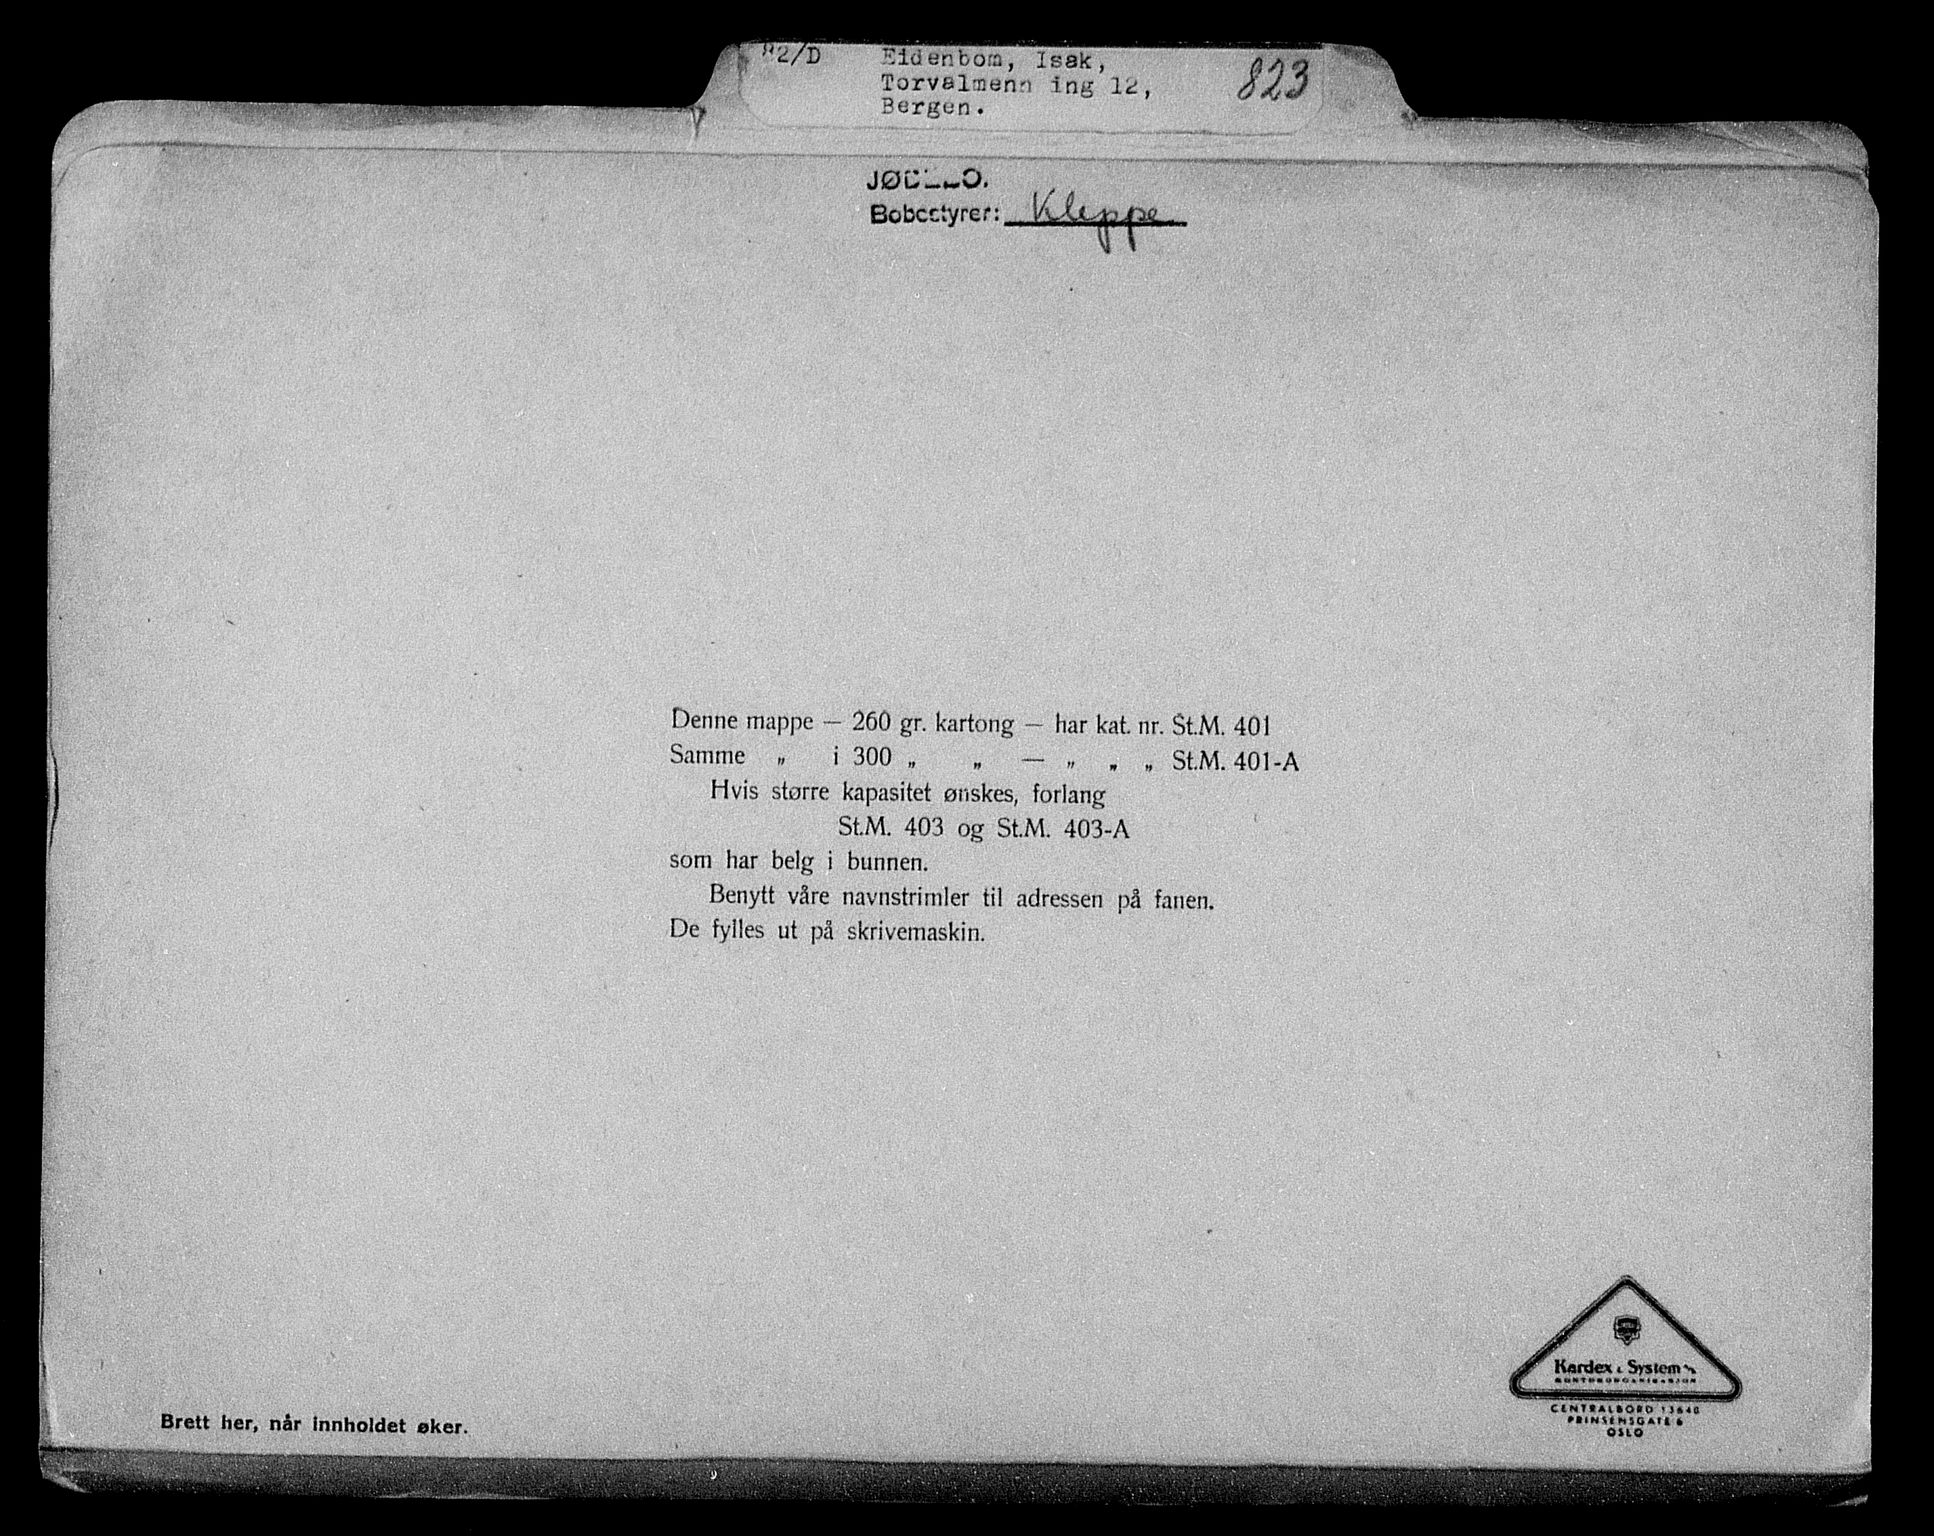 82/D Eidenbom, Isak, 823
Torvalmenning 12,
Bergen.
JØDEBO.
Bobestyrer: Kleppe
Denne mappe — 260 gr. kartong — har kat. nr. St.M. 401
Samme „ i 300 „ „ — „ „ „ St.M. 401-A
Hvis større kapasitet ønskes, forlang
St.M. 403 og St.M. 403-A
som har belg i bunnen.
Benytt våre navnstrimler til adressen på fanen.
De fylles ut på skrivemaskin.
Kardex & System A/S
KONTORORGANISASJON
CENTRALBORD 13640
PRINSENSGATE 6
OSLO
Brett her, når innholdet øker.